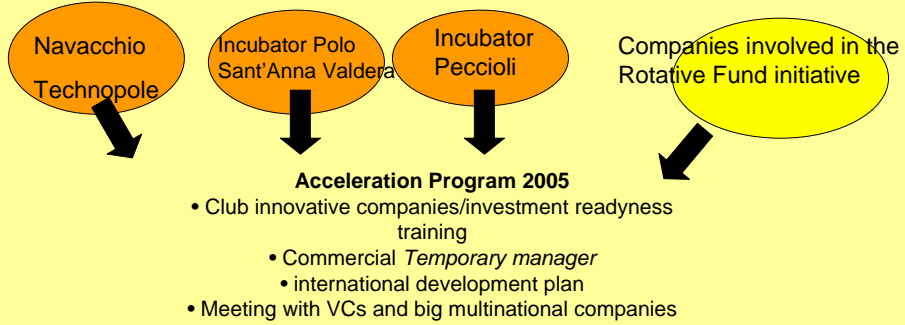 Navacchio
Technopole
Incubator Polo
Sant'Anna Valdera
Incubator
Peccioli
Companies involved in the
Rotative Fund initiative
Acceleration Program 2005
• Club innovative companies/investment readyness
training
• Commercial Temporary manager
• international development plan
• Meeting with VCs and big multinational companies